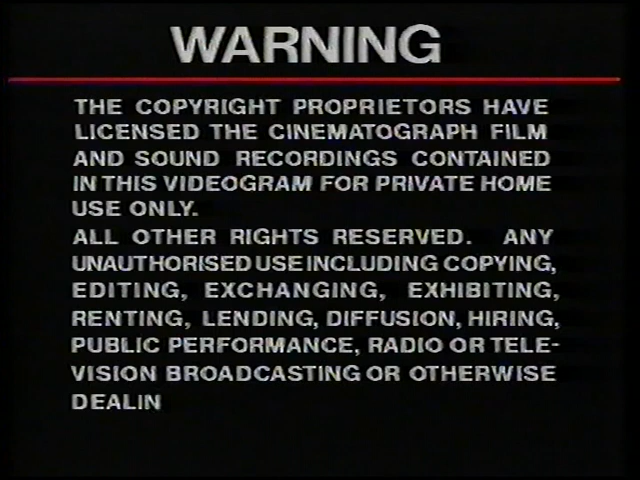 WARNING
THE COPYRIGHT PROPRIETORS HAVE
LICENSED THE CINEMATOGRAPH FILM
AND SOUND RECORDINGS CONTAINED
IN THIS VIDEOGRAM FOR PRIVATE HOME
USE ONLY.
ALL OTHER RIGHTS RESERVED. ANY
UNAUTHORISED USE INCLUDING COPYING,
EDITING, EXCHANGING, EXHIBITING,
RENTING, LENDING, DIFFUSION, HIRING,
PUBLIC PERFORMANCE, RADIO OR TELE-
VISION BROADCASTING OR OTHERWISE
DEALIN